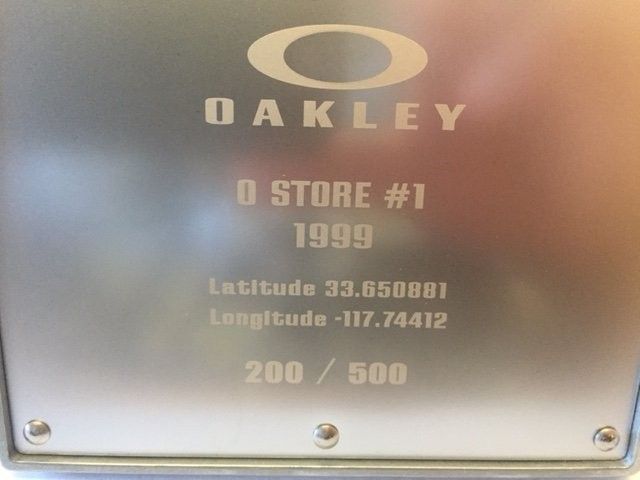 OAKLEY
O STORE #1
1999
Latitude 33.650881
Longitude -117.74412
200 / 500